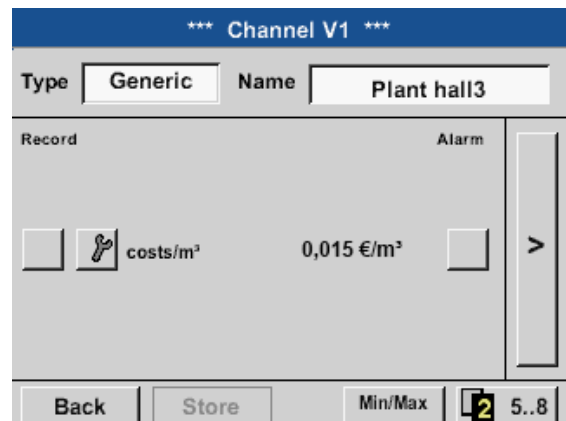 *** Channel V1 ***
Type Generic Name Plant hall3
Record Alarm
costs/m³ 0,015 €/m³ >
Back Store Min/Max 2 5..8